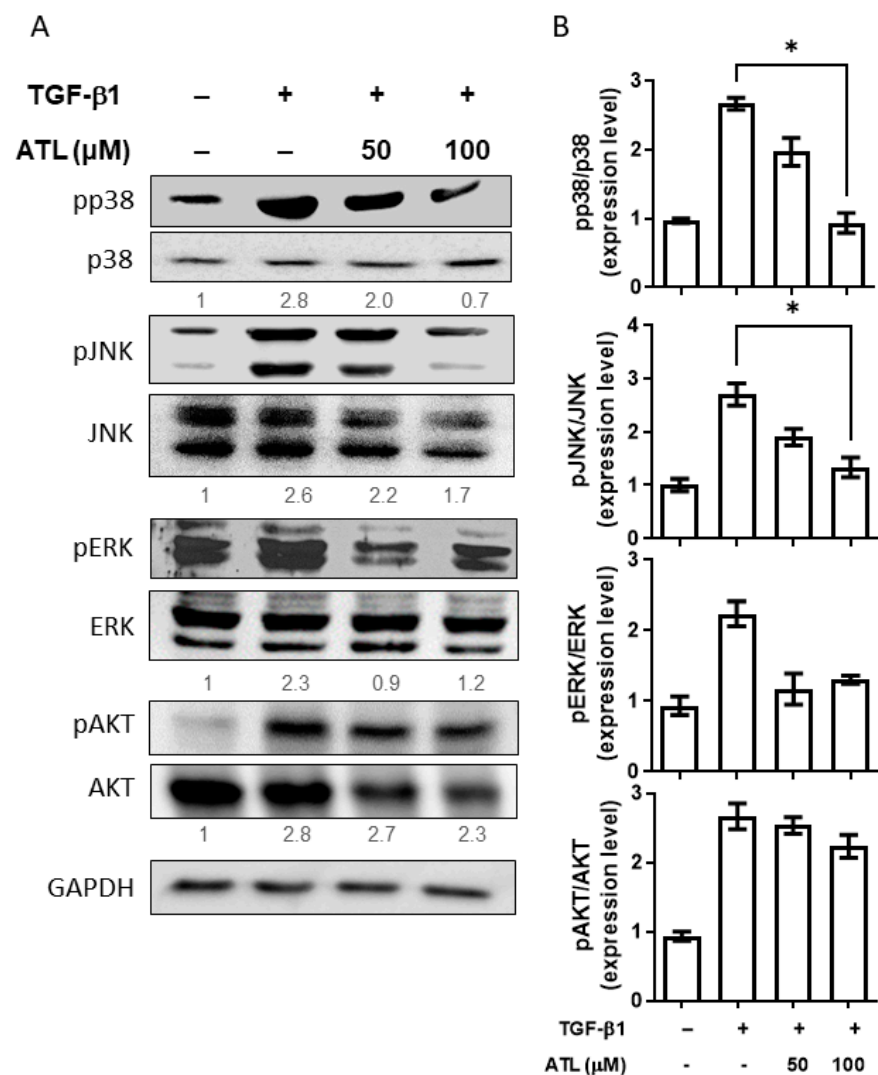 A
TGF-β1 – + + +
ATL (µM) – – 50 100
pp38
p38
1 2.8 2.0 0.7
pJNK
JNK
1 2.6 2.2 1.7
pERK
ERK
1 2.3 0.9 1.2
pAKT
AKT
1 2.8 2.7 2.3
GAPDH
B
pp38/p38
(expression level)
3
2
1
0
*
pJNK/JNK
(expression level)
4
3
2
1
0
*
pERK/ERK
(expression level)
3
2
1
0
pAKT/AKT
(expression level)
3
2
1
0
TGF-β1 – + + +
ATL (µM) - - 50 100